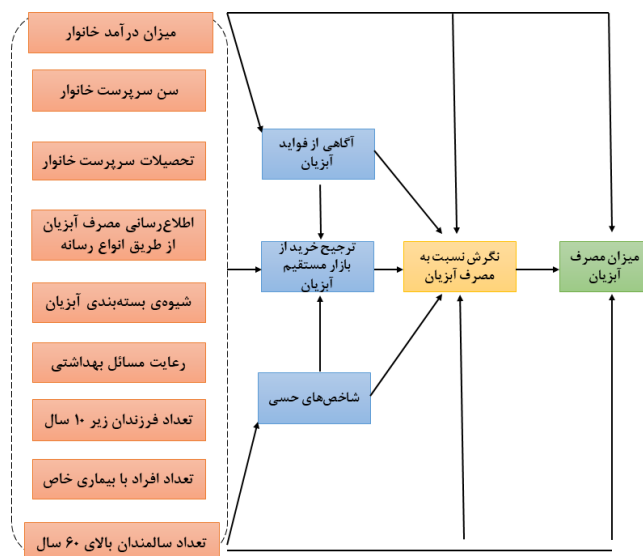 میزان درآمد خانوار
سن سرپرست خانوار
تحصیلات سرپرست خانوار
اطلاع‌رسانی مصرف آبزیان
از طریق انواع رسانه
شیوه‌ی بسته‌بندی آبزیان
رعایت مسائل بهداشتی
تعداد فرزندان زیر ۱۰ سال
تعداد افراد با بیماری خاص
تعداد سالمندان بالای ۶۰ سال
آگاهی از فواید
آبزیان
ترجیح خرید از
بازار مستقیم
آبزیان
شاخص‌های حسی
نگرش نسبت به
مصرف آبزیان
میزان مصرف
آبزیان